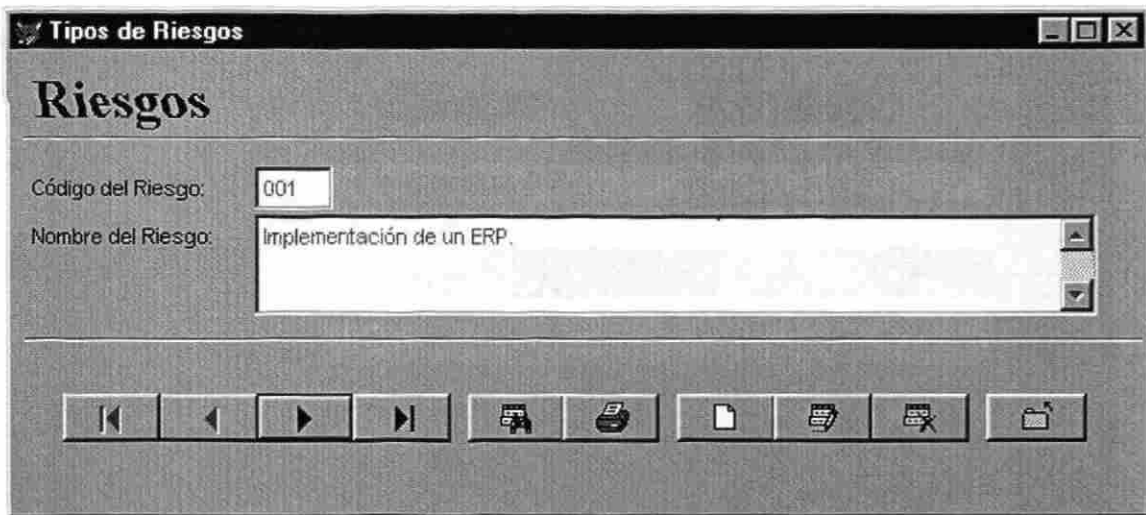 Tipos de Riesgos
Riesgos
Código del Riesgo: 001
Nombre del Riesgo: Implementación de un ERP.